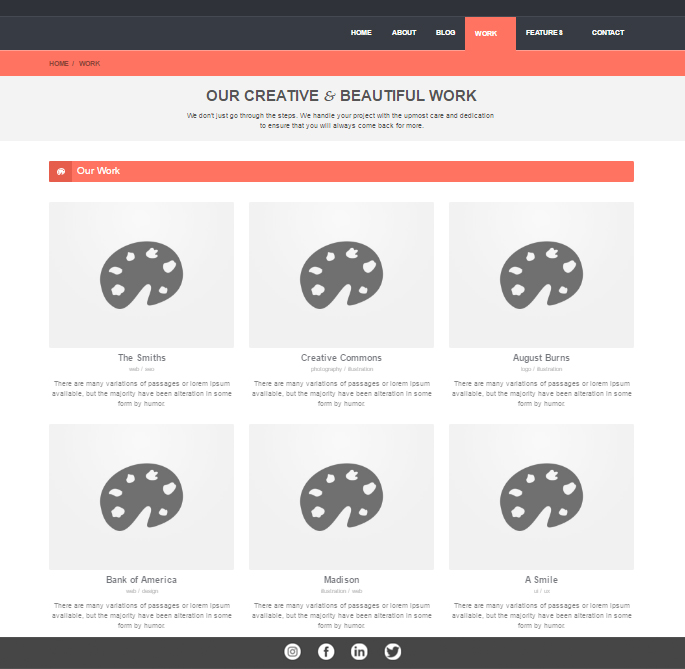 HOME ABOUT BLOG WORK FEATURES CONTACT
HOME / WORK
OUR CREATIVE & BEAUTIFUL WORK
We don't just go through the steps. We handle your project with the upmost care and dedication
to ensure that you will always come back for more.
Our Work
The Smiths Creative Commons August Burns
web / seo photography / illustration logo / illustration
There are many variations of passages or lorem ipsum There are many variations of passages or lorem ipsum There are many variations of passages or lorem ipsum
available, but the majority have been alteration in some available, but the majority have been alteration in some available, but the majority have been alteration in some
form by humor. form by humor. form by humor.
Bank of America Madison A Smile
web / design illustration / web ui / ux
There are many variations of passages or lorem ipsum There are many variations of passages or lorem ipsum There are many variations of passages or lorem ipsum
available, but the majority have been alteration in some available, but the majority have been alteration in some available, but the majority have been alteration in some
form by humor. form by humor. form by humor.